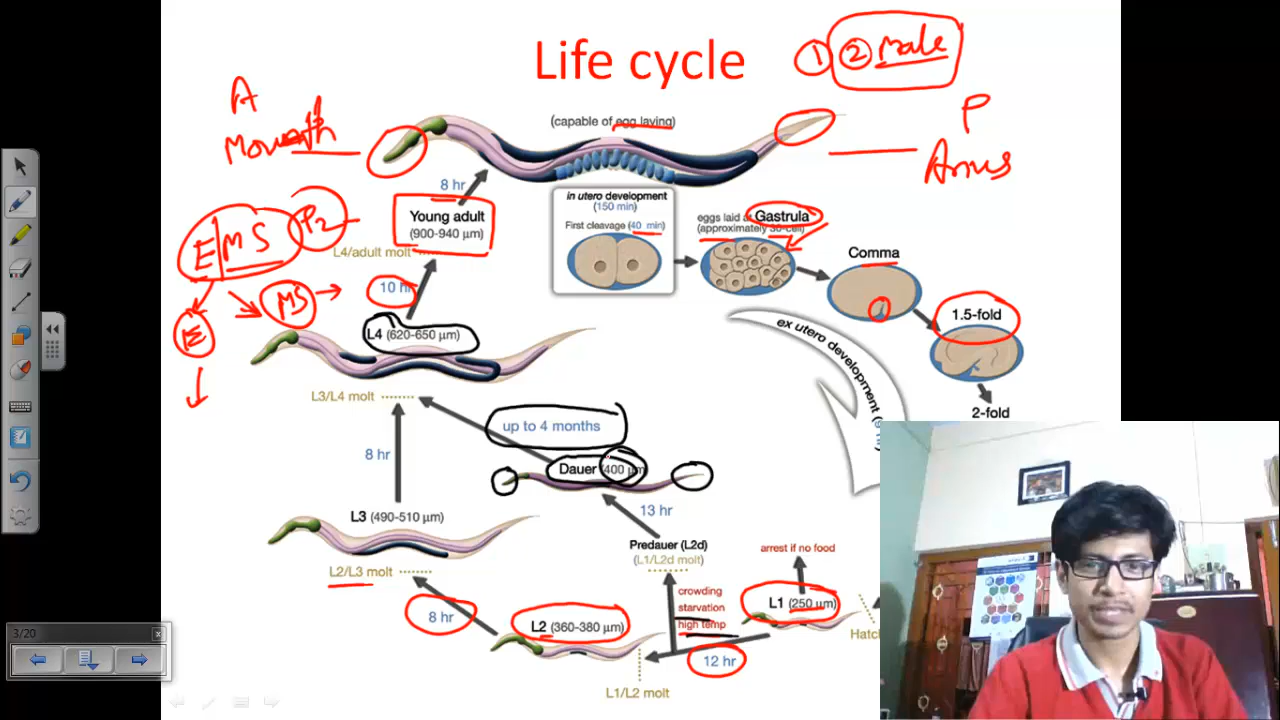 Life cycle
① ② male
A
Mouth
P
Anus
(capable of egg laying)
8 hr
Young adult
(900-940 μm)
L4/adult molt
E MS P2
MS
E
10 hr
in utero development
(150 min)
First cleavage (40 min)
eggs laid at Gastrula
(approximately 30-cell)
Comma
1.5-fold
2-fold
ex utero development
L4 (620-650 μm)
L3/L4 molt
up to 4 months
8 hr
Dauer (400 μm)
13 hr
L3 (490-510 μm)
Predauer (L2d)
(L1/L2d molt)
arrest if no food
L2/L3 molt
crowding
starvation
high temp
L1 (250 μm)
8 hr
L2 (360-380 μm)
12 hr
L1/L2 molt
3/20